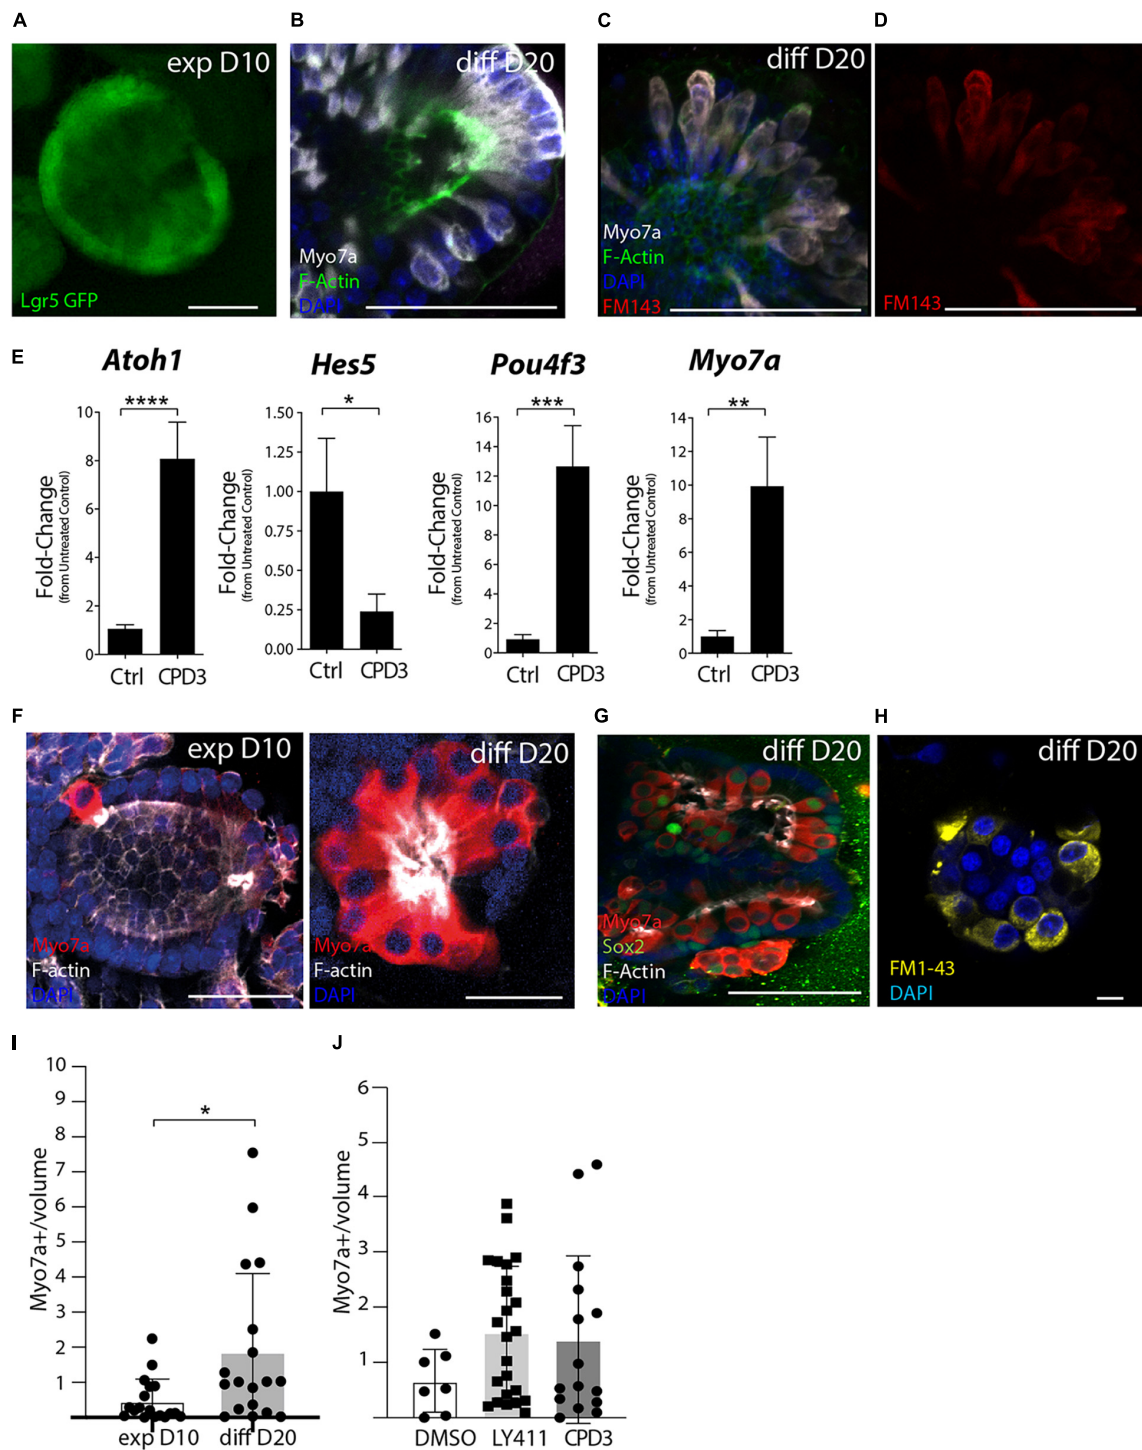 A
B
C
D
exp D10
diff D20
diff D20
Lgr5 GFP
Myo7a
F-Actin
DAPI
Myo7a
F-Actin
DAPI
FM143
FM143
E
Atoh1
Hes5
Pou4f3
Myo7a
****
*
***
**
Fold-Change
(from Untreated Control)
10
8
6
4
2
0
Ctrl
CPD3
Fold-Change
(from Untreated Control)
1.50
1.25
1.00
0.75
0.50
0.25
0.00
Ctrl
CPD3
Fold-Change
(from Untreated Control)
16
14
12
10
8
6
4
2
0
Ctrl
CPD3
Fold-Change
(from Untreated Control)
14
12
10
8
6
4
2
0
Ctrl
CPD3
F
G
H
exp D10
diff D20
diff D20
diff D20
Myo7a
F-actin
DAPI
Myo7a
F-actin
DAPI
Myo7a
Sox2
F-Actin
DAPI
FM1-43
DAPI
I
J
Myo7a+/volume
10
9
8
7
6
5
4
3
2
1
*
exp D10
diff D20
Myo7a+/volume
6
5
4
3
2
1
DMSO
LY411
CPD3